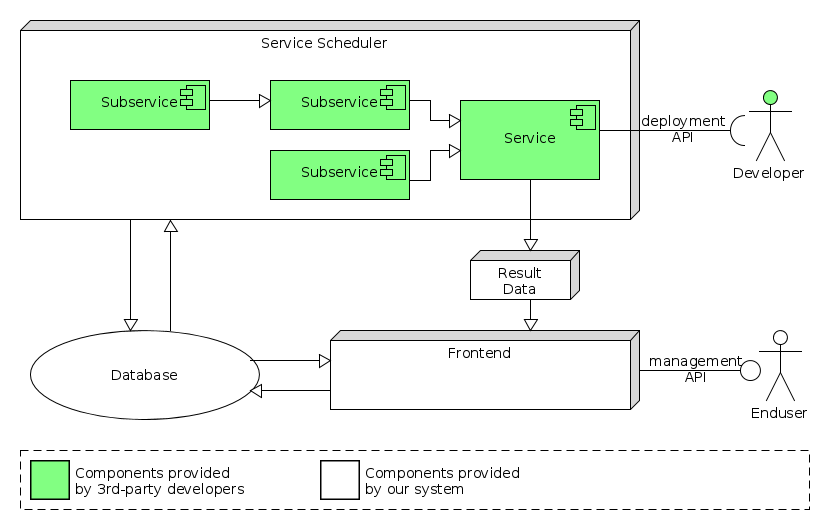 Service Scheduler
Subservice
Subservice
Service
Subservice
deployment
API
Developer
Result
Data
Database
Frontend
management
API
Enduser
Components provided
by 3rd-party developers
Components provided
by our system